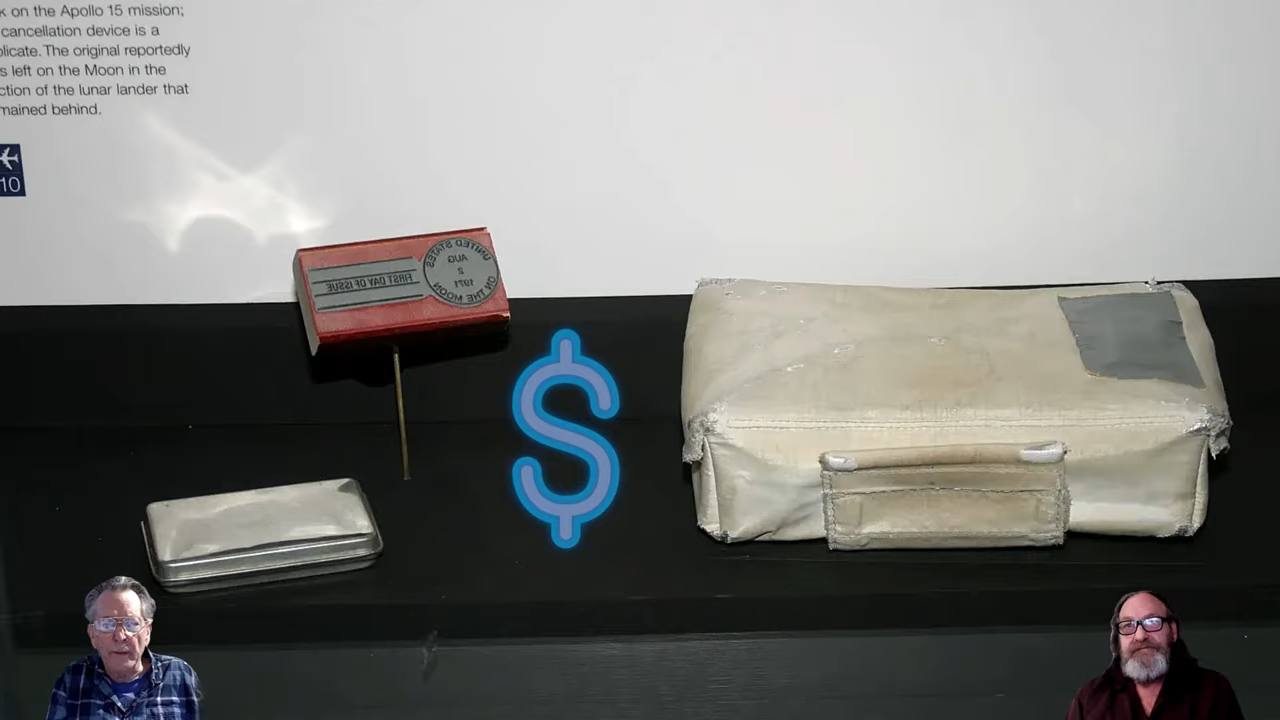 k on the Apollo 15 mission;
cancellation device is a
plicate. The original reportedly
s left on the Moon in the
ction of the lunar lander that
mained behind.
10
FIRST DAY OF ISSUE
UNITED STATES
AUG
2
1971
ON THE MOON
$